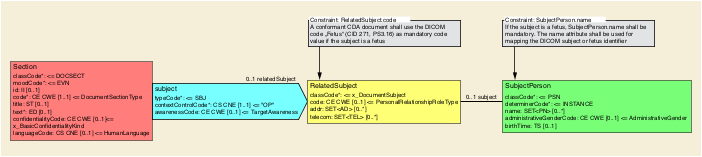 Constraint: RelatedSubject.code
A conformant CDA document shall use the DICOM
code „Fetus“ (CID 271, PS3.16) as mandatory code
value if the subject is a fetus
Constraint: SubjectPerson.name
If the subject is a fetus, SubjectPerson.name shall be
mandatory. The name attribute shall be used for
mapping the DICOM subject or fetus identifier
Section
classCode*: <= DOCSECT
moodCode*: <= EVN
id: II [0..1]
code*: CE CWE [1..1] <= DocumentSectionType
title: ST [0..1]
text*: ED [0..1]
confidentialityCode: CE CWE [0..1]<=
x_BasicConfidentialityKind
languageCode: CS CNE [0..1] <= HumanLanguage
0..1 relatedSubject
subject
typeCode*: <= SBJ
contextControlCode*: CS CNE [1..1] <= "OP"
awarenessCode: CE CWE [0..1] <= TargetAwareness
RelatedSubject
classCode*: <= x_DocumentSubject
code: CE CWE [0..1] <= PersonalRelationshipRoleType
addr: SET<AD> [0..*]
telecom: SET<TEL> [0..*]
0..1 subject
SubjectPerson
classCode*: <= PSN
determinerCode*: <= INSTANCE
name: SET<PN> [0..*]
administrativeGenderCode: CE CWE [0..1] <= AdministrativeGender
birthTime: TS [0..1]